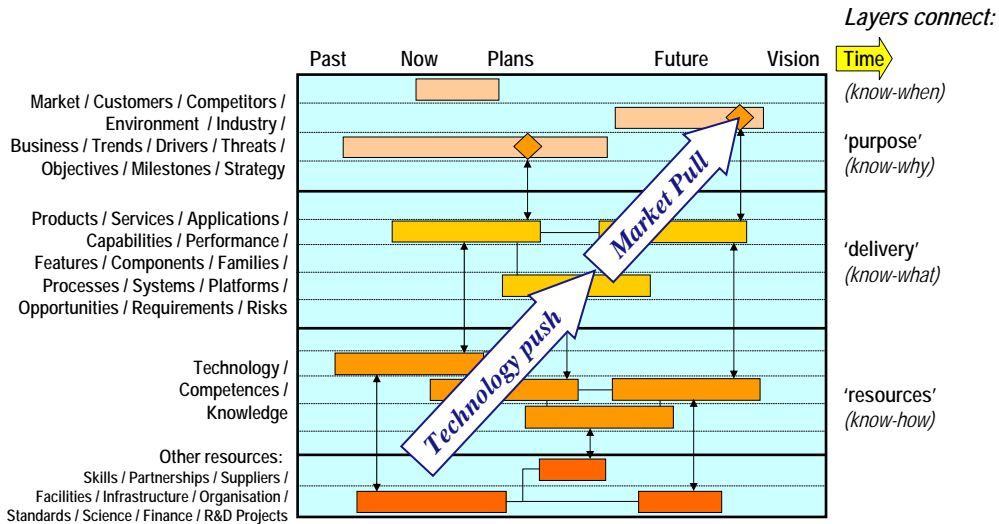 Layers connect:
Past Now Plans Future Vision
Time
(know-when)
Market / Customers / Competitors /
Environment / Industry /
Business / Trends / Drivers / Threats /
Objectives / Milestones / Strategy
'purpose'
(know-why)
Market Pull
Products / Services / Applications /
Capabilities / Performance /
Features / Components / Families /
Processes / Systems / Platforms /
Opportunities / Requirements / Risks
'delivery'
(know-what)
Technology push
Technology /
Competences /
Knowledge
'resources'
(know-how)
Other resources:
Skills / Partnerships / Suppliers /
Facilities / Infrastructure / Organisation /
Standards / Science / Finance / R&D Projects